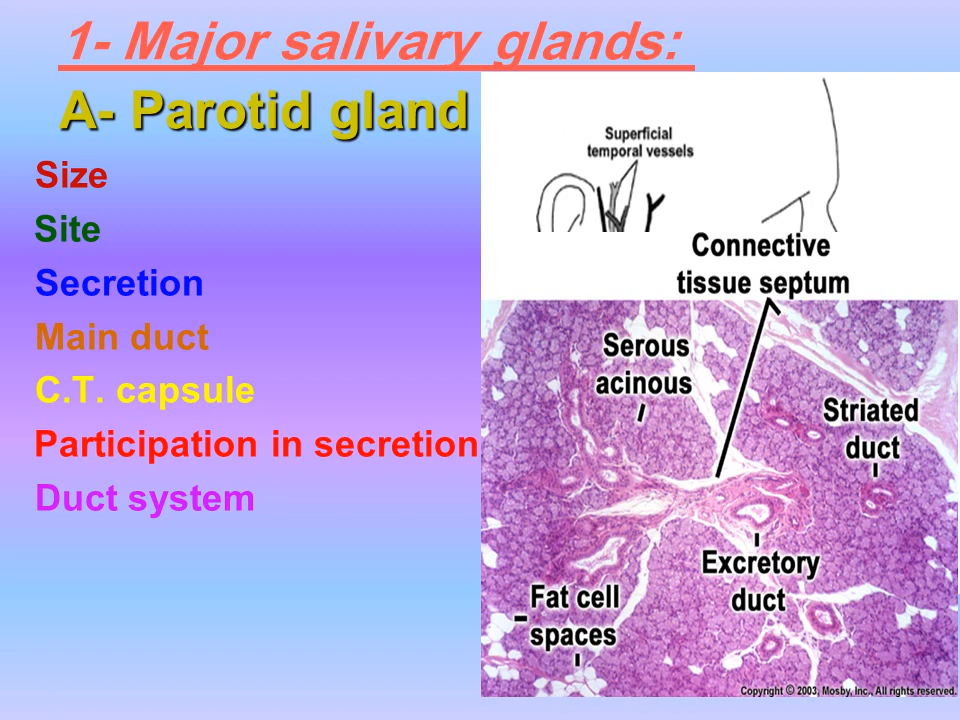 1- Major salivary glands:
A- Parotid gland
Size
Site
Secretion
Main duct
C.T. capsule
Participation in secretion
Duct system
Superficial
temporal vessels
Connective
tissue septum
Serous
acinous
Striated
duct
Excretory
duct
Fat cell
spaces
Copyright © 2003, Mosby, Inc., All rights reserved.